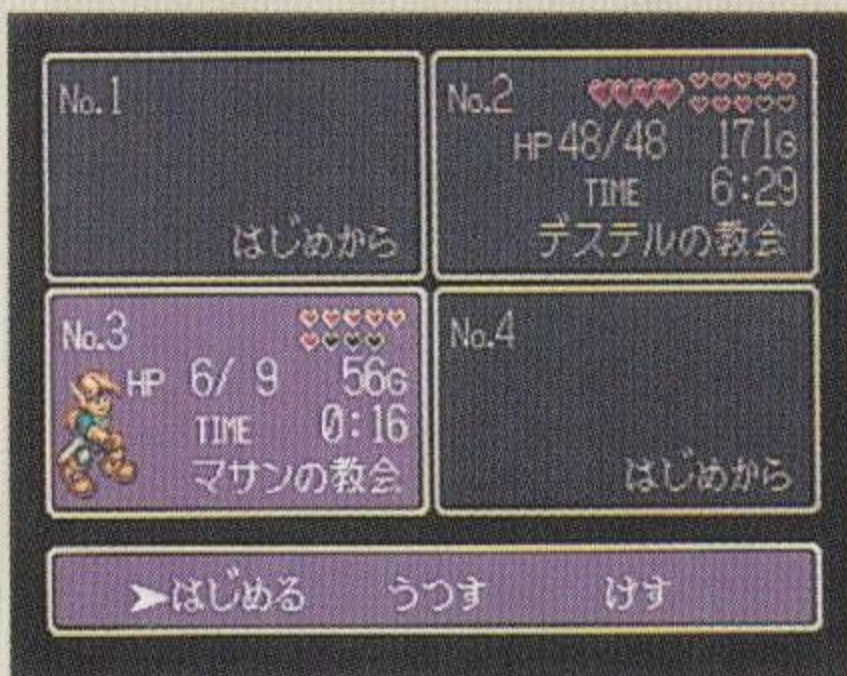 No.1
はじめから
No.2
HP 48/48 171G
TIME 6:29
デステルの教会
No.3
HP 6/ 9 56G
TIME 0:16
マサンの教会
No.4
はじめから
➤はじめる うつす けす